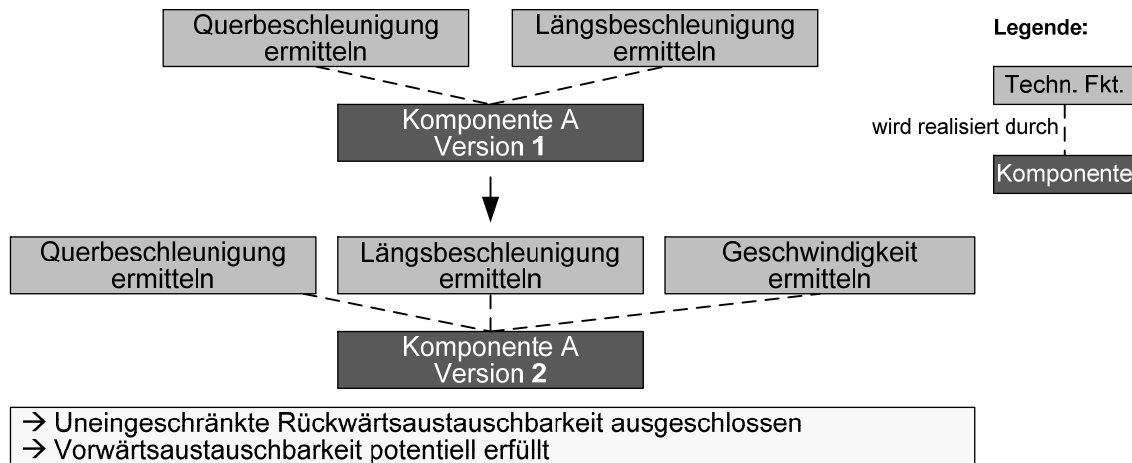 Querbeschleunigung
ermitteln
Längsbeschleunigung
ermitteln
Legende:
Techn. Fkt.
wird realisiert durch
Komponente
Komponente A
Version 1
Querbeschleunigung
ermitteln
Längsbeschleunigung
ermitteln
Geschwindigkeit
ermitteln
Komponente A
Version 2
→ Uneingeschränkte Rückwärtsaustauschbarkeit ausgeschlossen
→ Vorwärtsaustauschbarkeit potentiell erfüllt